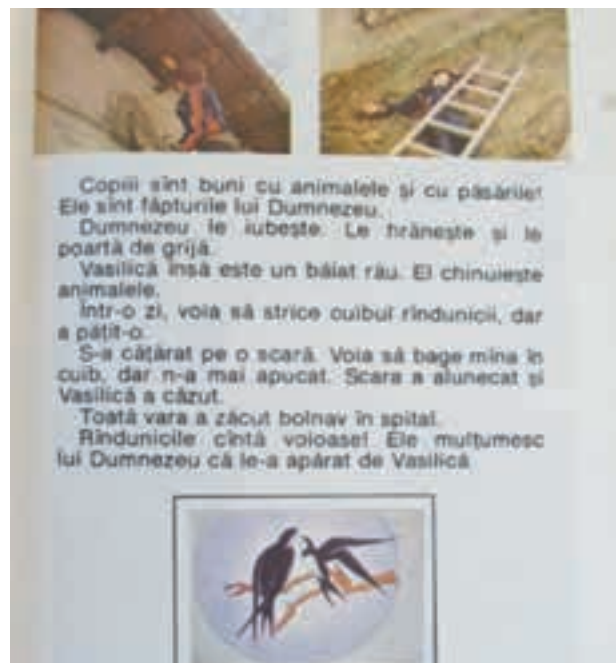 Copiii sînt buni cu animalele și cu păsările!
Ele sînt făpturile lui Dumnezeu.
Dumnezeu le iubește. Le hrănește și le
poartă de grijă.
Vasilică însă este un băiat rău. El chinuiește
animalele.
Într-o zi, voia să strice cuibul rîndunicii, dar
a pățit-o.
S-a cățărat pe o scară. Voia să bage mîna în
cuib, dar n-a mai apucat. Scara a alunecat și
Vasilică a căzut.
Toată vara a zăcut bolnav în spital.
Rîndunicile cîntă voioase! Ele mulțumesc
lui Dumnezeu că le-a apărat de Vasilică